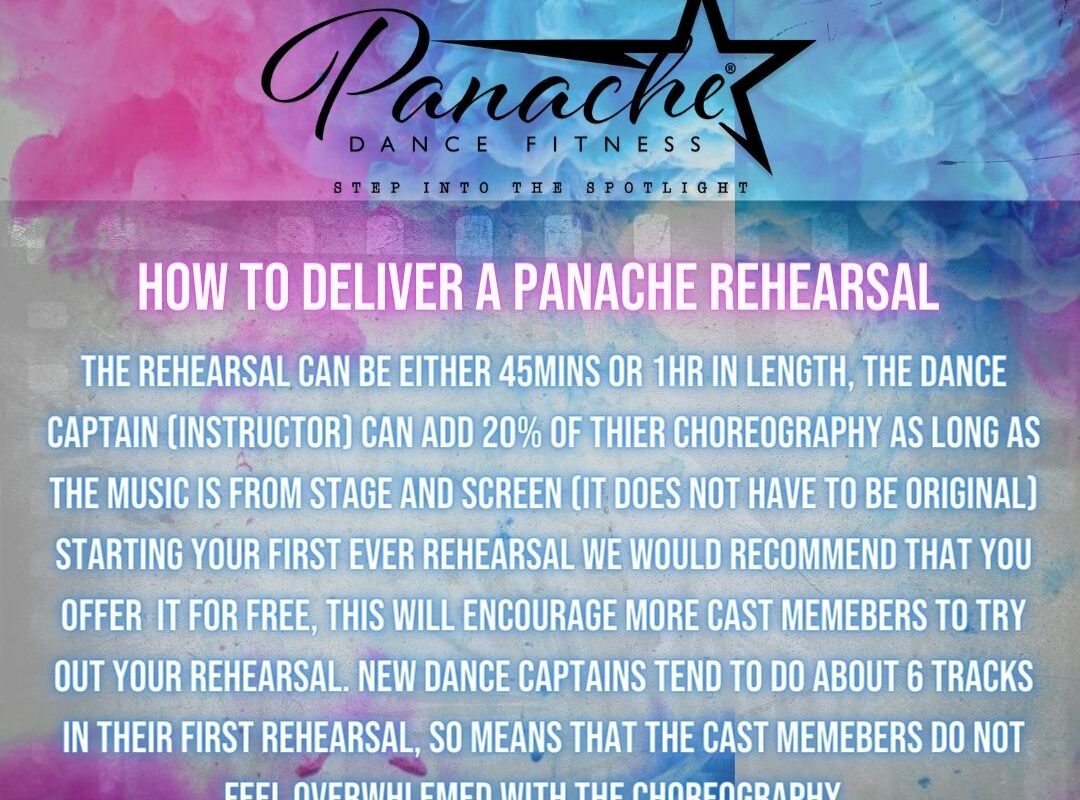 Panache®
DANCE FITNESS
STEP INTO THE SPOTLIGHT
HOW TO DELIVER A PANACHE REHEARSAL
THE REHEARSAL CAN BE EITHER 45MINS OR 1HR IN LENGTH, THE DANCE
CAPTAIN (INSTRUCTOR) CAN ADD 20% OF THIER CHOREOGRAPHY AS LONG AS
THE MUSIC IS FROM STAGE AND SCREEN (IT DOES NOT HAVE TO BE ORIGINAL)
STARTING YOUR FIRST EVER REHEARSAL WE WOULD RECOMMEND THAT YOU
OFFER IT FOR FREE, THIS WILL ENCOURAGE MORE CAST MEMEBERS TO TRY
OUT YOUR REHEARSAL. NEW DANCE CAPTAINS TEND TO DO ABOUT 6 TRACKS
IN THEIR FIRST REHEARSAL, SO MEANS THAT THE CAST MEMEBERS DO NOT
FEEL OVERWHLEMED WITH THE CHOREOGRAPHY